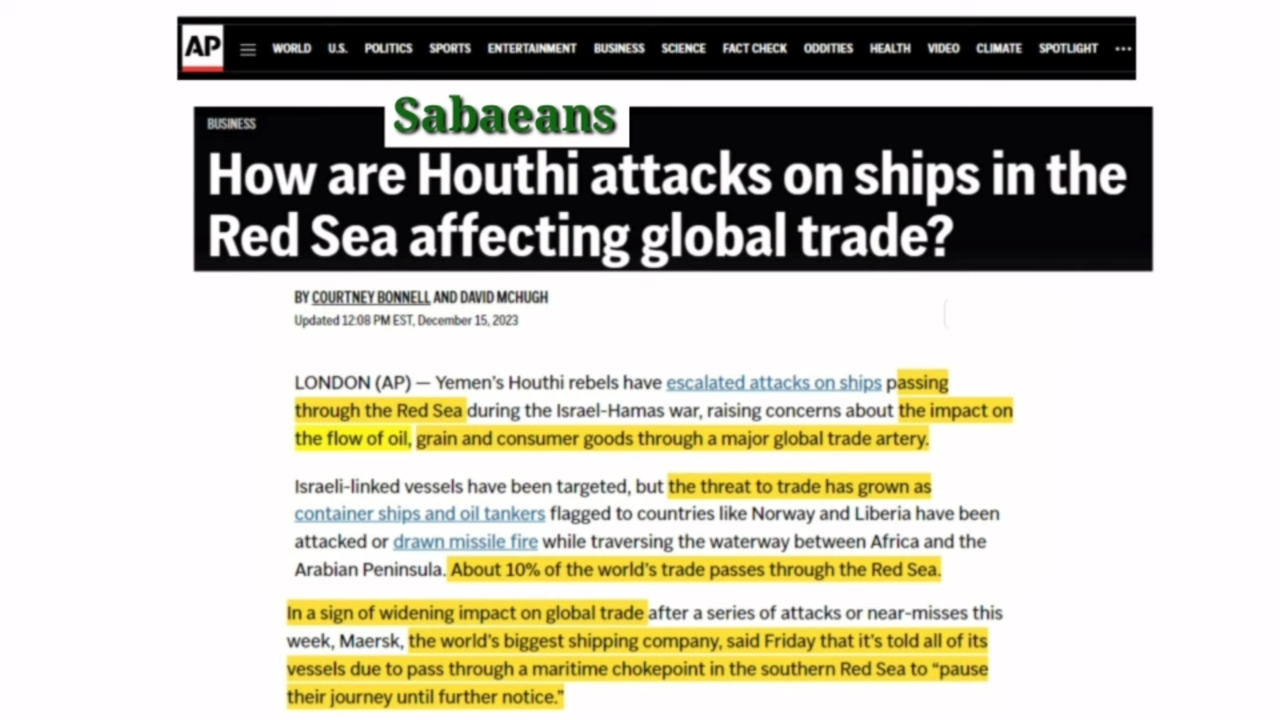 AP WORLD U.S. POLITICS SPORTS ENTERTAINMENT BUSINESS SCIENCE FACT CHECK ODDITIES HEALTH VIDEO CLIMATE SPOTLIGHT ...
Sabaeans
BUSINESS
How are Houthi attacks on ships in the
Red Sea affecting global trade?
BY COURTNEY BONNELL AND DAVID MCHUGH
Updated 12:08 PM EST, December 15, 2023
LONDON (AP) — Yemen's Houthi rebels have escalated attacks on ships passing
through the Red Sea during the Israel-Hamas war, raising concerns about the impact on
the flow of oil, grain and consumer goods through a major global trade artery.
Israeli-linked vessels have been targeted, but the threat to trade has grown as
container ships and oil tankers flagged to countries like Norway and Liberia have been
attacked or drawn missile fire while traversing the waterway between Africa and the
Arabian Peninsula. About 10% of the world's trade passes through the Red Sea.
In a sign of widening impact on global trade after a series of attacks or near-misses this
week, Maersk, the world's biggest shipping company, said Friday that it's told all of its
vessels due to pass through a maritime chokepoint in the southern Red Sea to “pause
their journey until further notice.”